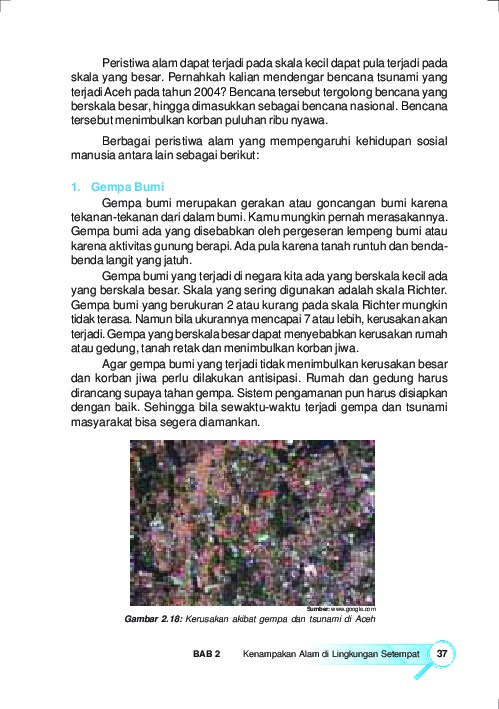 Peristiwa alam dapat terjadi pada skala kecil dapat pula terjadi pada
skala yang besar. Pernahkah kalian mendengar bencana tsunami yang
terjadi Aceh pada tahun 2004? Bencana tersebut tergolong bencana yang
berskala besar, hingga dimasukkan sebagai bencana nasional. Bencana
tersebut menimbulkan korban puluhan ribu nyawa.
Berbagai peristiwa alam yang mempengaruhi kehidupan sosial
manusia antara lain sebagai berikut:
1. Gempa Bumi
Gempa bumi merupakan gerakan atau goncangan bumi karena
tekanan-tekanan dari dalam bumi. Kamu mungkin pernah merasakannya.
Gempa bumi ada yang disebabkan oleh pergeseran lempeng bumi atau
karena aktivitas gunung berapi. Ada pula karena tanah runtuh dan benda-
benda langit yang jatuh.
Gempa bumi yang terjadi di negara kita ada yang berskala kecil ada
yang berskala besar. Skala yang sering digunakan adalah skala Richter.
Gempa bumi yang berukuran 2 atau kurang pada skala Richter mungkin
tidak terasa. Namun bila ukurannya mencapai 7 atau lebih, kerusakan akan
terjadi. Gempa yang berskala besar dapat menyebabkan kerusakan rumah
atau gedung, tanah retak dan menimbulkan korban jiwa.
Agar gempa bumi yang terjadi tidak menimbulkan kerusakan besar
dan korban jiwa perlu dilakukan antisipasi. Rumah dan gedung harus
dirancang supaya tahan gempa. Sistem pengamanan pun harus disiapkan
dengan baik. Sehingga bila sewaktu-waktu terjadi gempa dan tsunami
masyarakat bisa segera diamankan.
Sumber: www.google.com
Gambar 2.18: Kerusakan akibat gempa dan tsunami di Aceh
BAB 2 Kenampakan Alam di Lingkungan Setempat 37